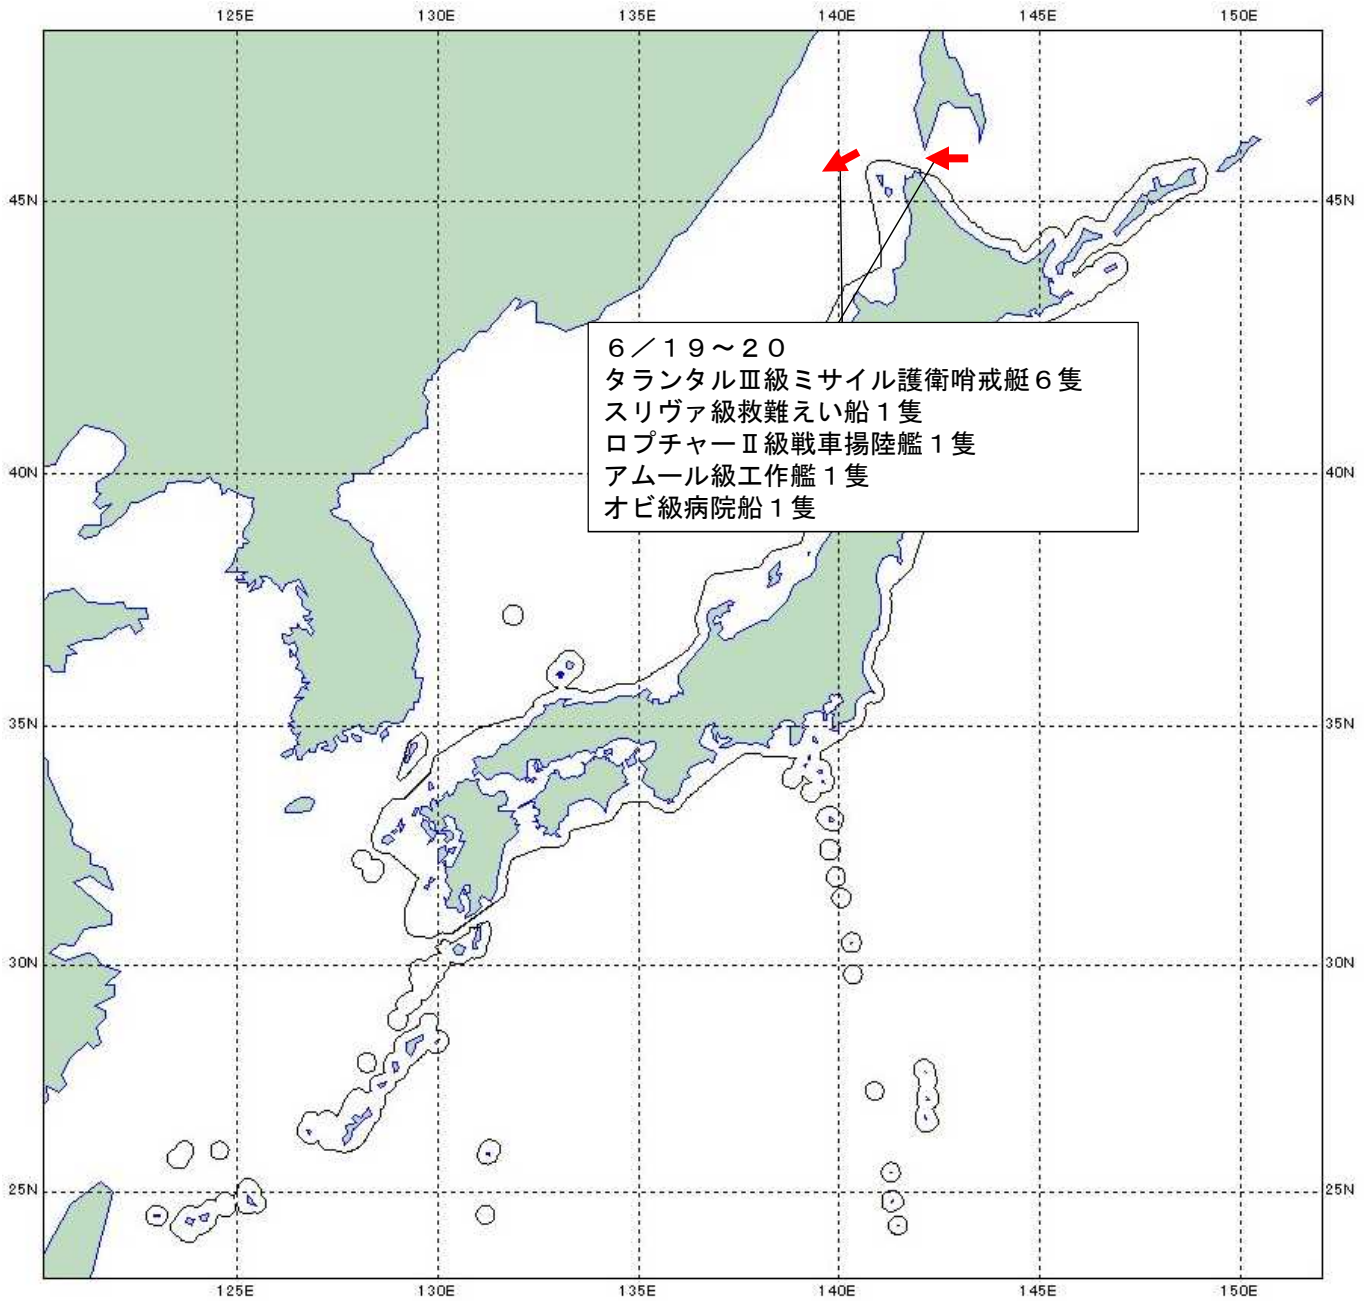 125E 130E 135E 140E 145E 150E
45N 45N
6/19～20
タランタルⅢ級ミサイル護衛哨戒艇6隻
スリヴァ級救難えい船1隻
ロプチャーⅡ級戦車揚陸艦1隻
アムール級工作艦1隻
オビ級病院船1隻
40N 40N
35N 35N
30N 30N
25N 25N
125E 130E 135E 140E 145E 150E